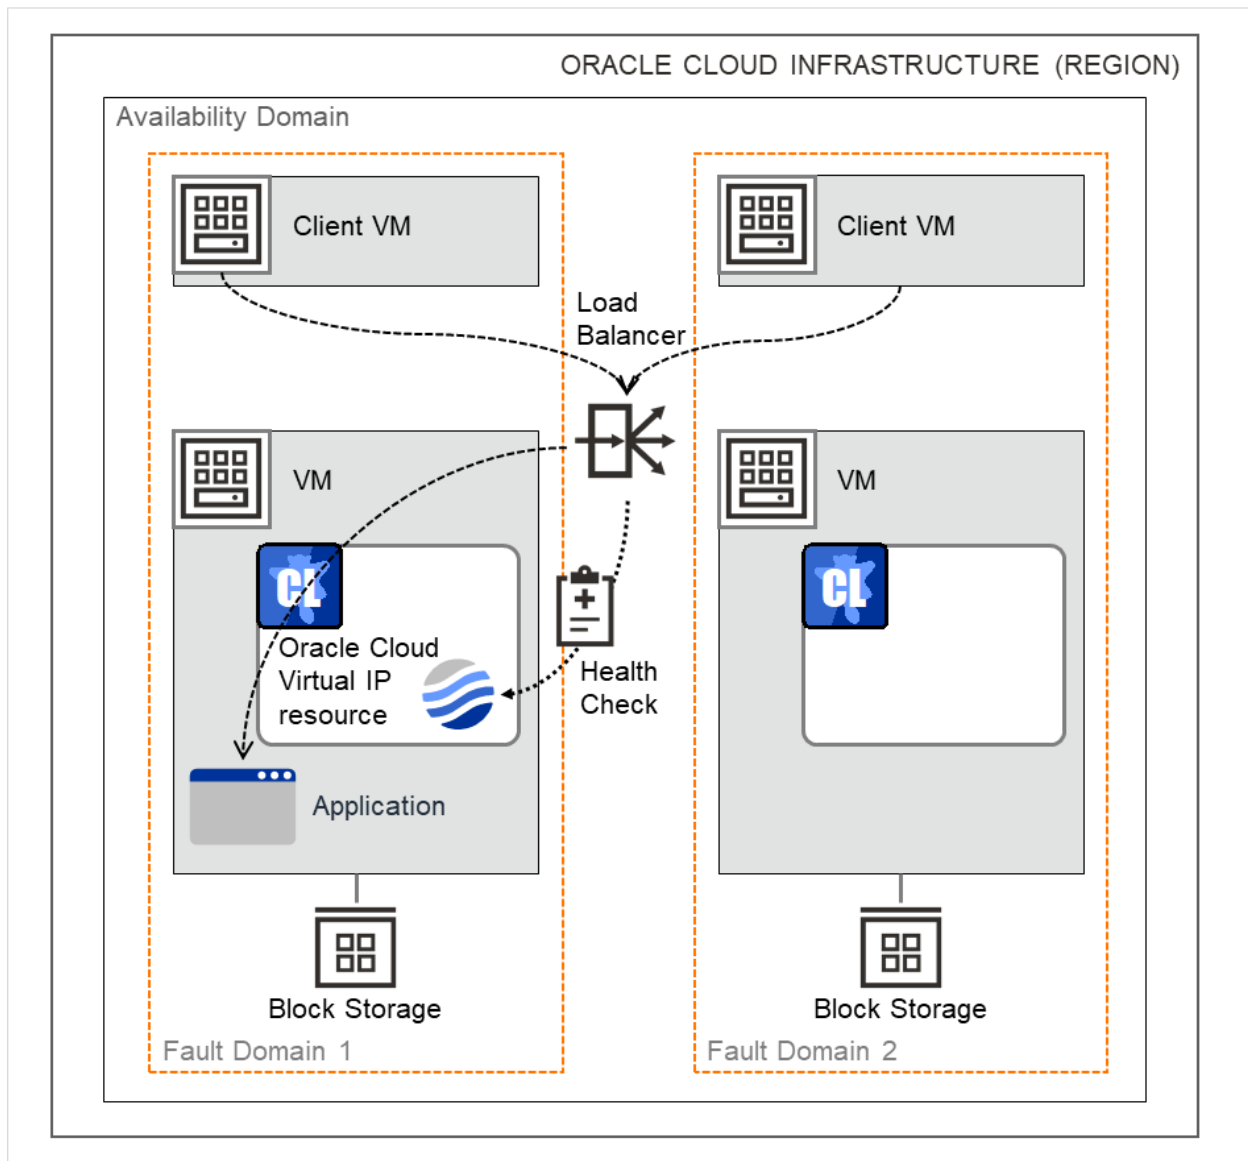 ORACLE CLOUD INFRASTRUCTURE (REGION)
Availability Domain
Client VM
Client VM
Load
Balancer
VM
VM
CL
CL
Oracle Cloud
Virtual IP
resource
Health
Check
Application
Block Storage
Block Storage
Fault Domain 1
Fault Domain 2